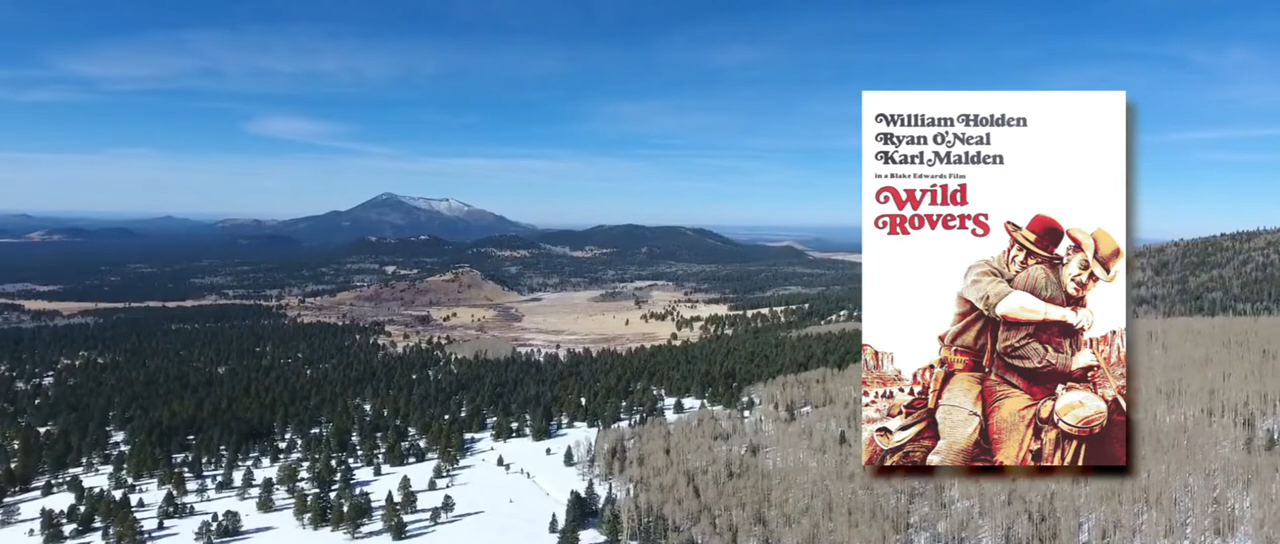 William Holden
Ryan O'Neal
Karl Malden
in a Blake Edwards Film
Wild
Rovers